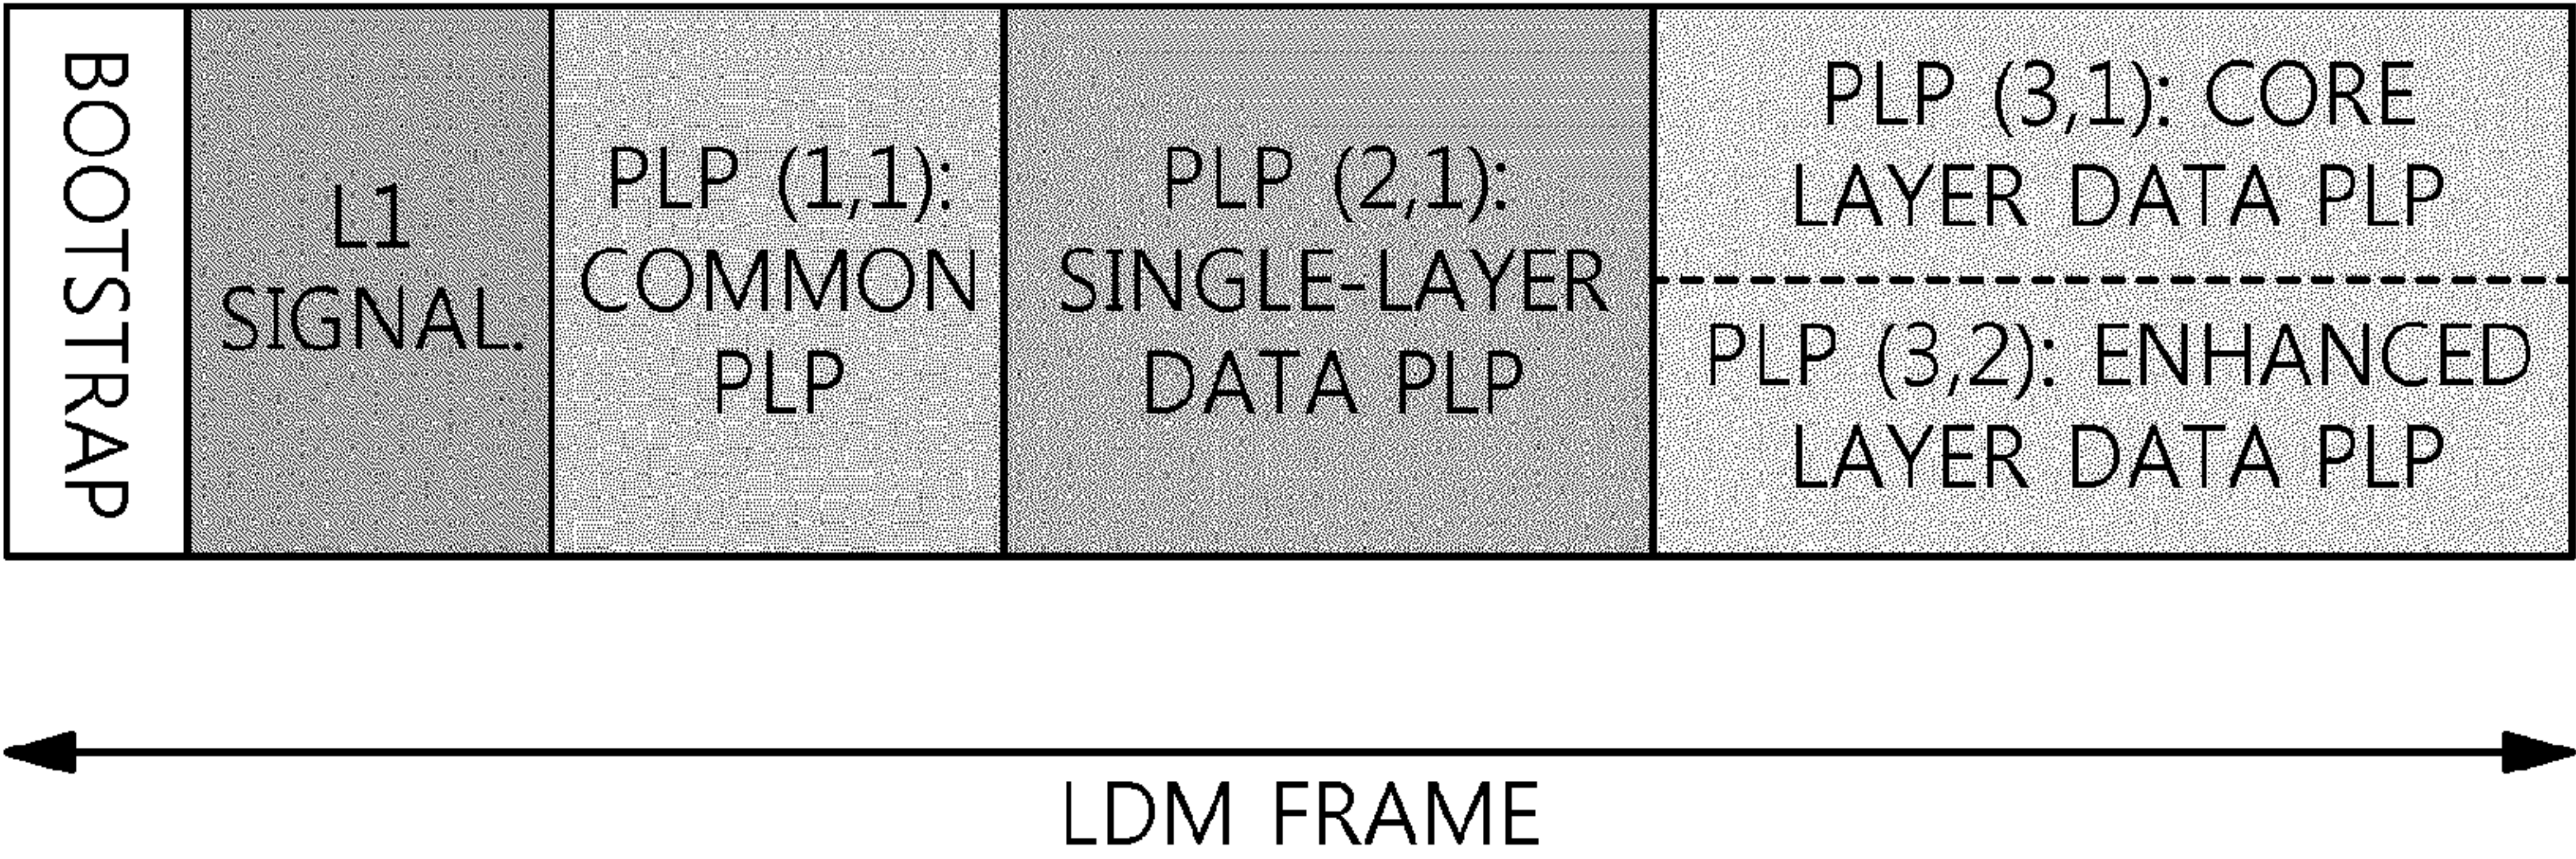 BOOTSTRAP
L1
SIGNAL.
PLP (1,1):
COMMON
PLP
PLP (2,1):
SINGLE-LAYER
DATA PLP
PLP (3,1): CORE
LAYER DATA PLP
PLP (3,2): ENHANCED
LAYER DATA PLP
LDM FRAME